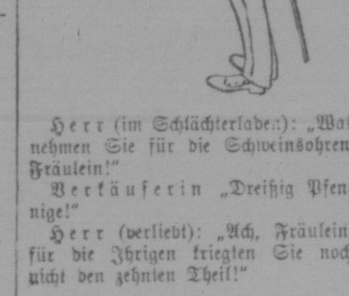 Herr (im Schlächterladen): „Was
nehmen Sie für die Schweinsohren
Fräulein!“
Verkäuferin „Dreißig Pfen
nige!“
Herr (verliebt): „Ach, Fräulein
für die Ihrigen kriegten Sie noch
nicht den zehnten Theil!“